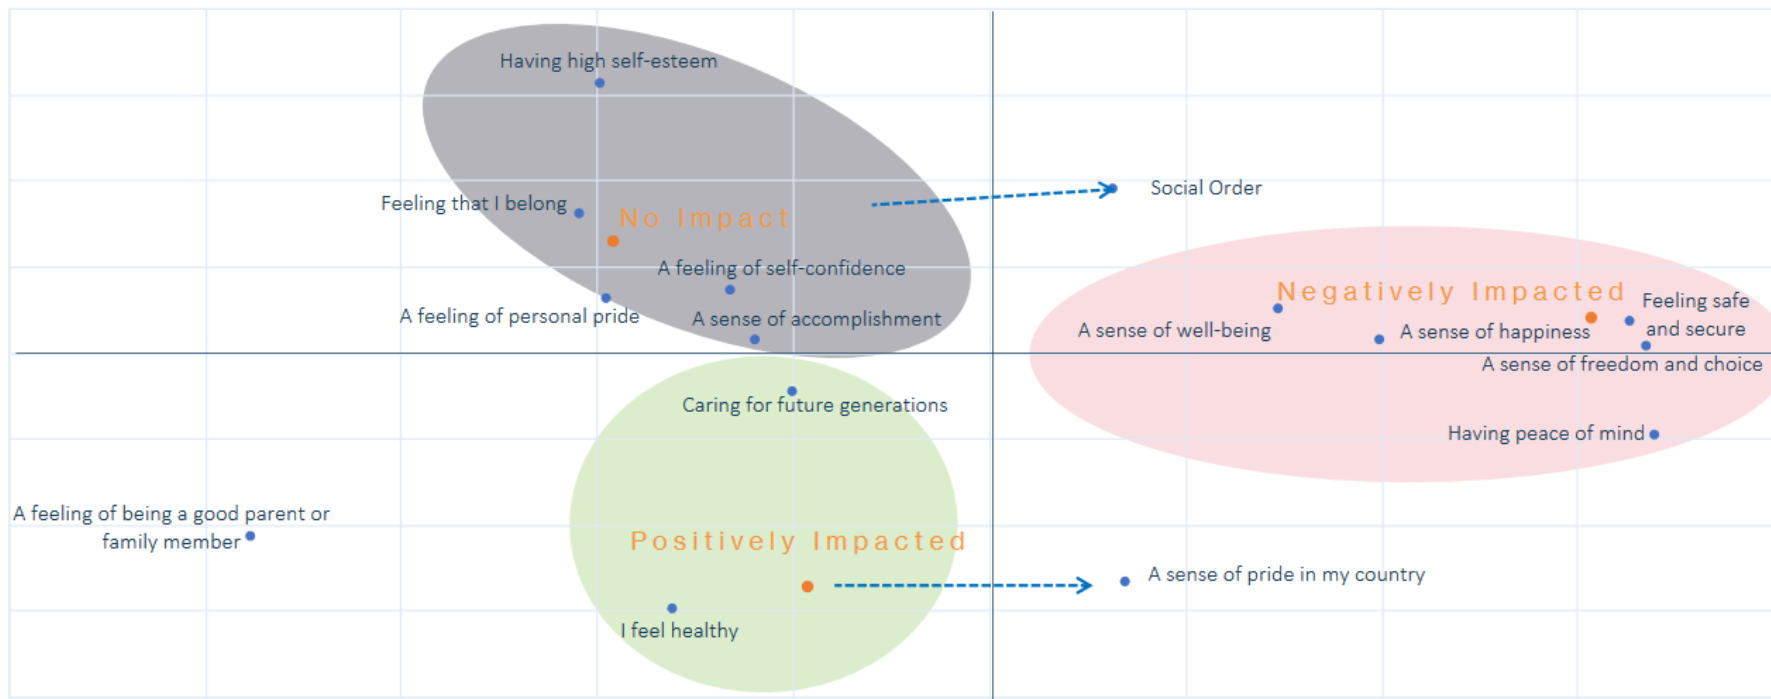 Having high self-esteem
Social Order
Feeling that I belong
No Impact
A feeling of self-confidence
A feeling of personal pride
A sense of accomplishment
Negatively Impacted
Feeling safe
and secure
A sense of well-being
A sense of happiness
A sense of freedom and choice
Caring for future generations
Having peace of mind
A feeling of being a good parent or
family member
Positively Impacted
A sense of pride in my country
I feel healthy